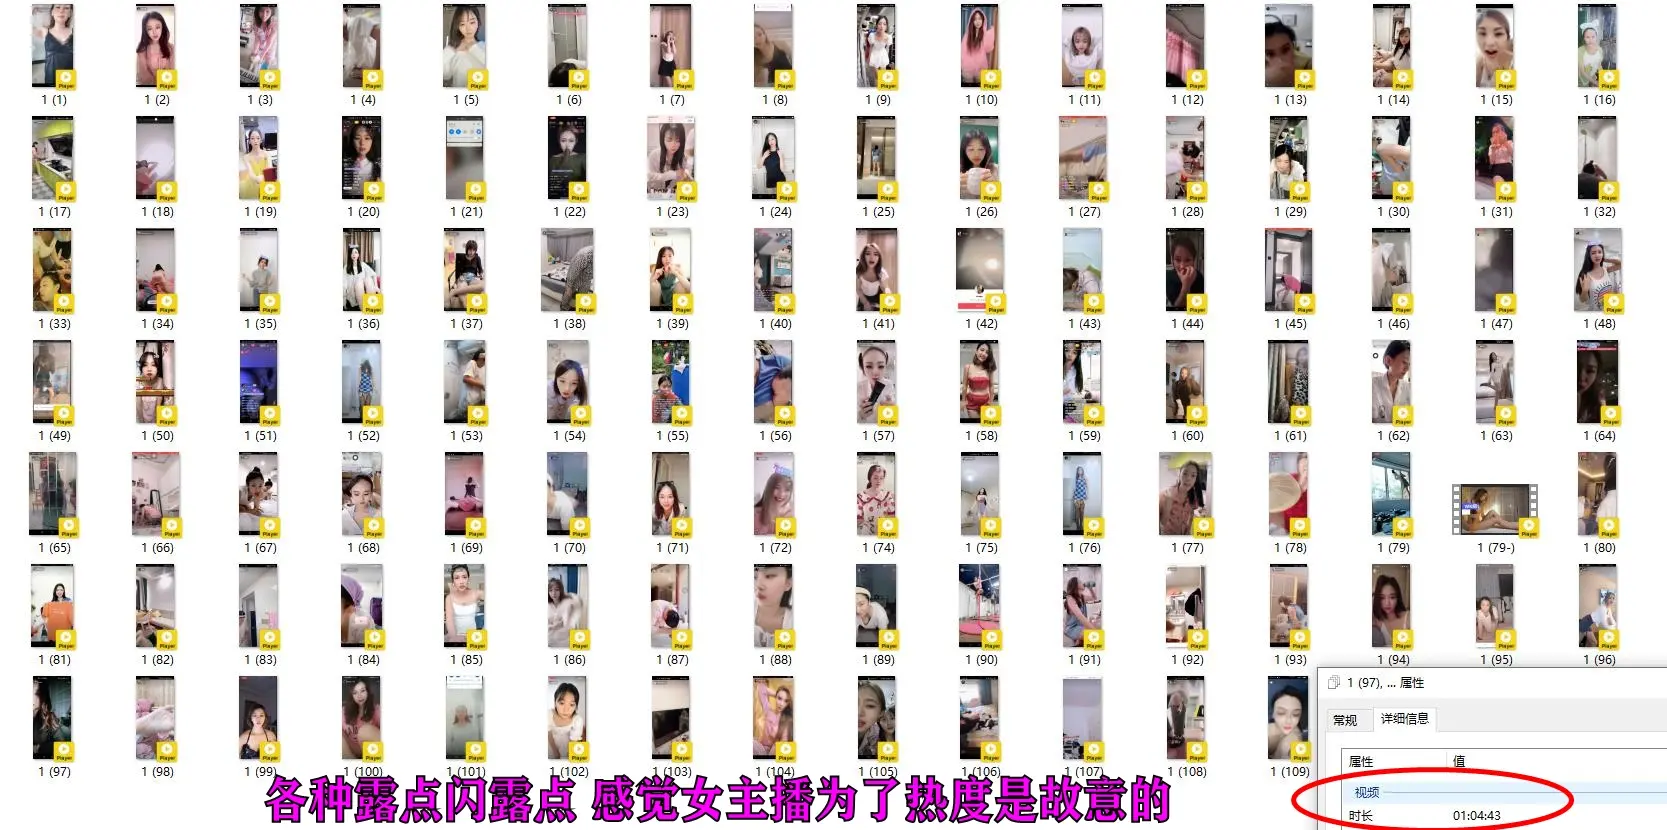 1 (1) 1 (2) 1 (3) 1 (4) 1 (5) 1 (6) 1 (7) 1 (8) 1 (9) 1 (10) 1 (11) 1 (12) 1 (13) 1 (14) 1 (15) 1 (16)
1 (17) 1 (18) 1 (19) 1 (20) 1 (21) 1 (22) 1 (23) 1 (24) 1 (25) 1 (26) 1 (27) 1 (28) 1 (29) 1 (30) 1 (31) 1 (32)
1 (33) 1 (34) 1 (35) 1 (36) 1 (37) 1 (38) 1 (39) 1 (40) 1 (41) 1 (42) 1 (43) 1 (44) 1 (45) 1 (46) 1 (47) 1 (48)
1 (49) 1 (50) 1 (51) 1 (52) 1 (53) 1 (54) 1 (55) 1 (56) 1 (57) 1 (58) 1 (59) 1 (60) 1 (61) 1 (62) 1 (63) 1 (64)
1 (65) 1 (66) 1 (67) 1 (68) 1 (69) 1 (70) 1 (71) 1 (72) 1 (74) 1 (75) 1 (76) 1 (77) 1 (78) 1 (79) 1 (79-) 1 (80)
1 (81) 1 (82) 1 (83) 1 (84) 1 (85) 1 (86) 1 (87) 1 (88) 1 (89) 1 (90) 1 (91) 1 (92) 1 (93) 1 (94) 1 (95) 1 (96)
1 (97) 1 (98) 1 (99) 1 (100) 1 (101) 1 (102) 1 (103) 1 (104) 1 (105) 1 (106) 1 (107) 1 (108) 1 (109)
各种露点闪露点 感觉女主播为了热度是故意的
1 (97), ... 属性
常规 详细信息
属性 值
视频
时长 01:04:43